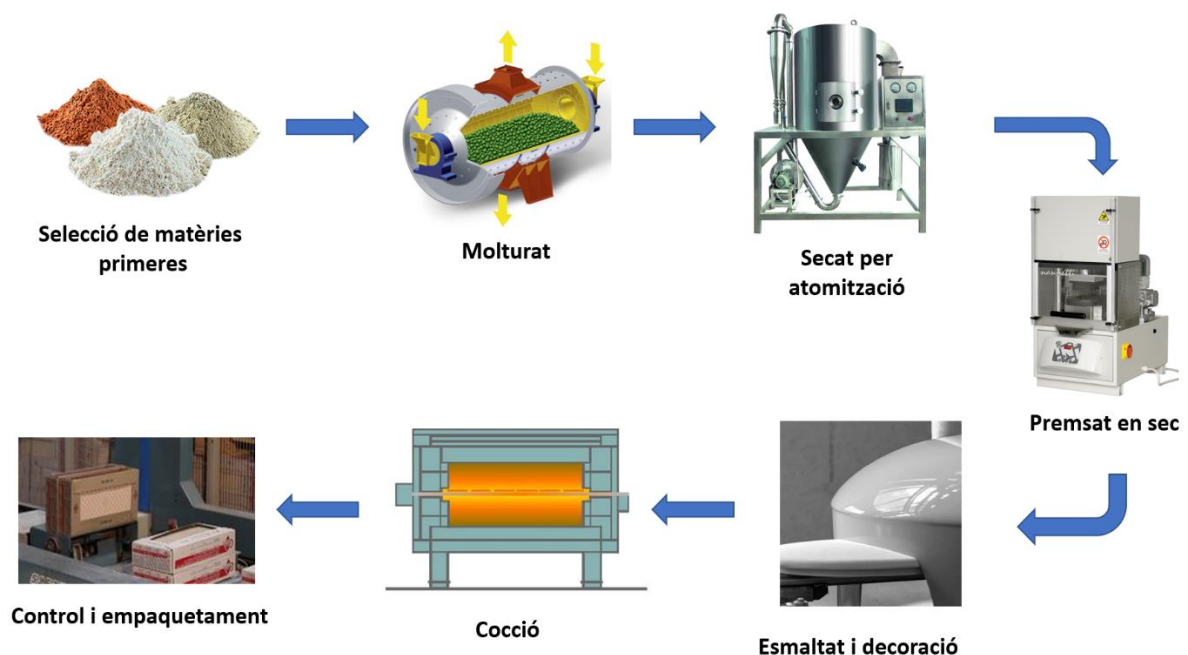 Selecció de matèries
primeres
Molturat
Secat per
atomització
Premsat en sec
Control i empaquetament
Cocció
Esmaltat i decoració